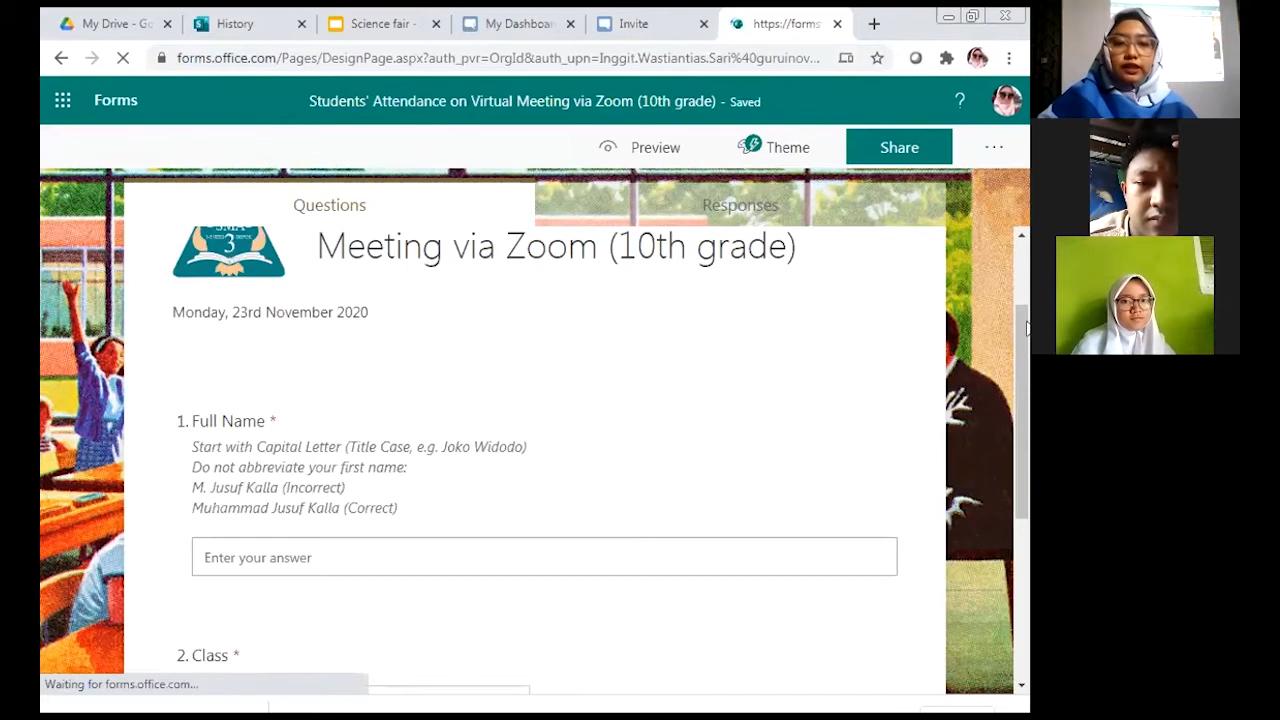 My Drive - Go
History
Science fair -
My Dashboa
Invite
https://forms
forms.office.com/Pages/DesignPage.aspx?auth_pvr=OrgId&auth_upn=Inggit.Wastiantias.Sari%40guruinov...
Forms
Students' Attendance on Virtual Meeting via Zoom (10th grade) - Saved
?
Preview
Theme
Share
...
Questions
Responses
SMA
3
Meeting via Zoom (10th grade)
Monday, 23rd November 2020
1. Full Name *
Start with Capital Letter (Title Case, e.g. Joko Widodo)
Do not abbreviate your first name:
M. Jusuf Kalla (Incorrect)
Muhammad Jusuf Kalla (Correct)
Enter your answer
2. Class *
Waiting for forms.office.com...